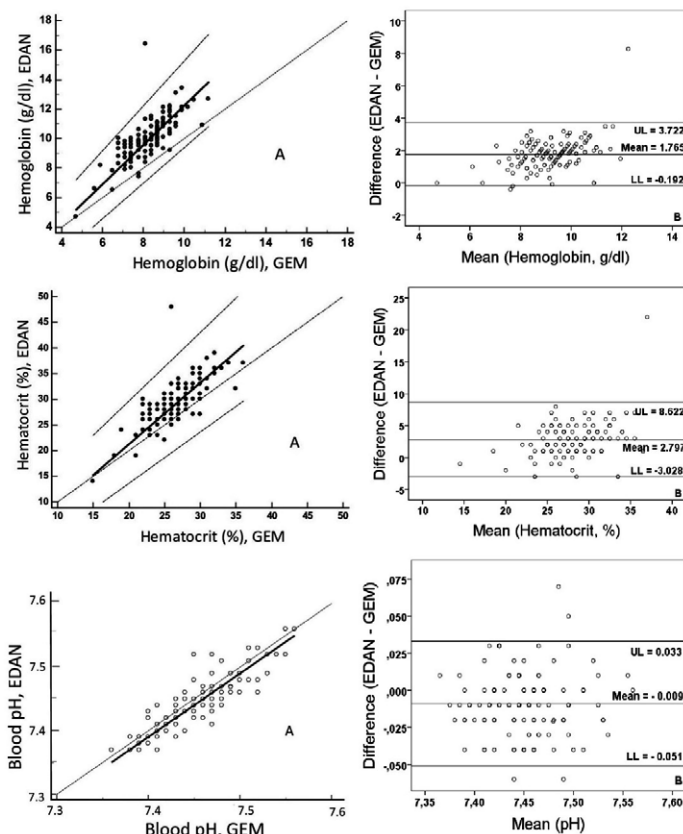 Hemoglobin (g/dl), EDAN
18
16
14
12
10
8
6
4
A
4 6 8 10 12 14 16 18
Hemoglobin (g/dl), GEM
Difference (EDAN - GEM)
10
8
6
4
2
0
-2
UL = 3.722
Mean = 1.765
LL = -0.192
B
4 6 8 10 12 14
Mean (Hemoglobin, g/dl)
Hematocrit (%), EDAN
50
45
40
35
30
25
20
15
10
A
10 15 20 25 30 35 40 45 50
Hematocrit (%), GEM
Difference (EDAN - GEM)
25
20
15
10
5
0
-5
UL = 8.622
Mean = 2.797
LL = -3.028
B
10 15 20 25 30 35 40
Mean (Hematocrit, %)
Blood pH, EDAN
7.6
7.5
7.4
7.3
A
7.3 7.4 7.5 7.6
Blood pH, GEM
Difference (EDAN - GEM)
,075
,050
,025
,000
-,025
-,050
UL = 0.033
Mean = - 0.009
LL = - 0.051
B
7,35 7,40 7,45 7,50 7,55 7,60
Mean (pH)